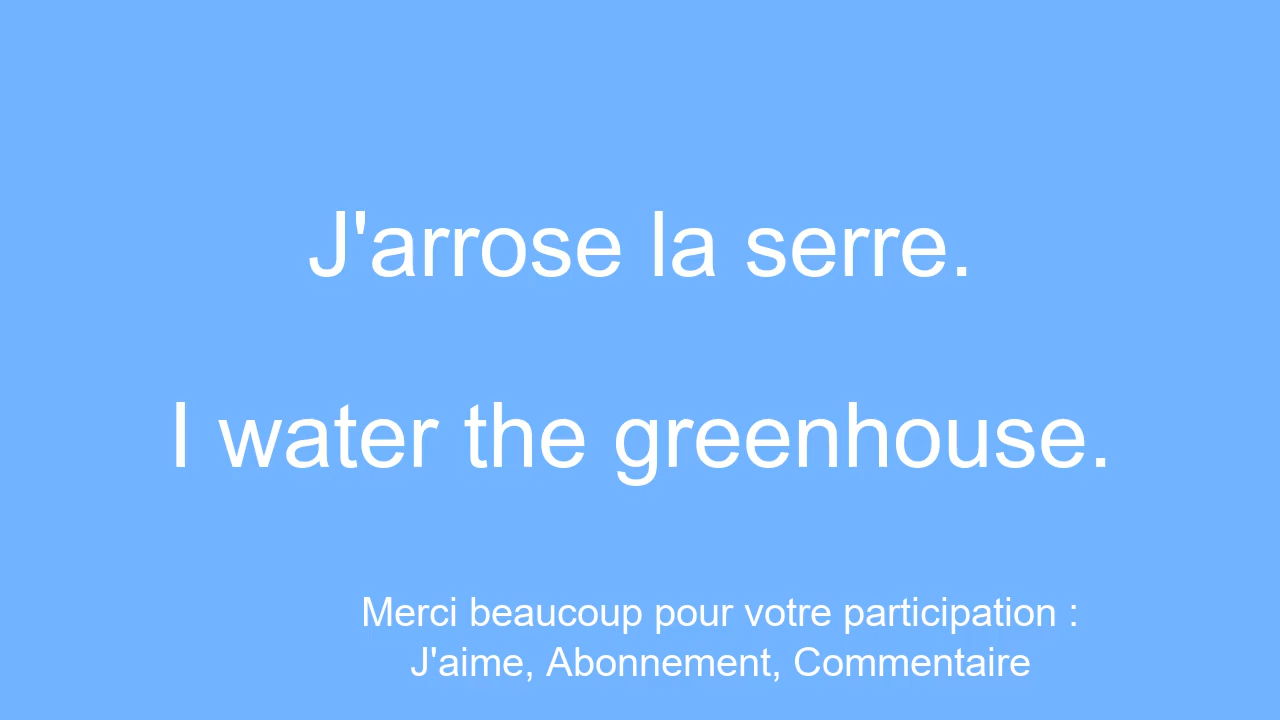 J'arrose la serre.
I water the greenhouse.
Merci beaucoup pour votre participation :
J'aime, Abonnement, Commentaire